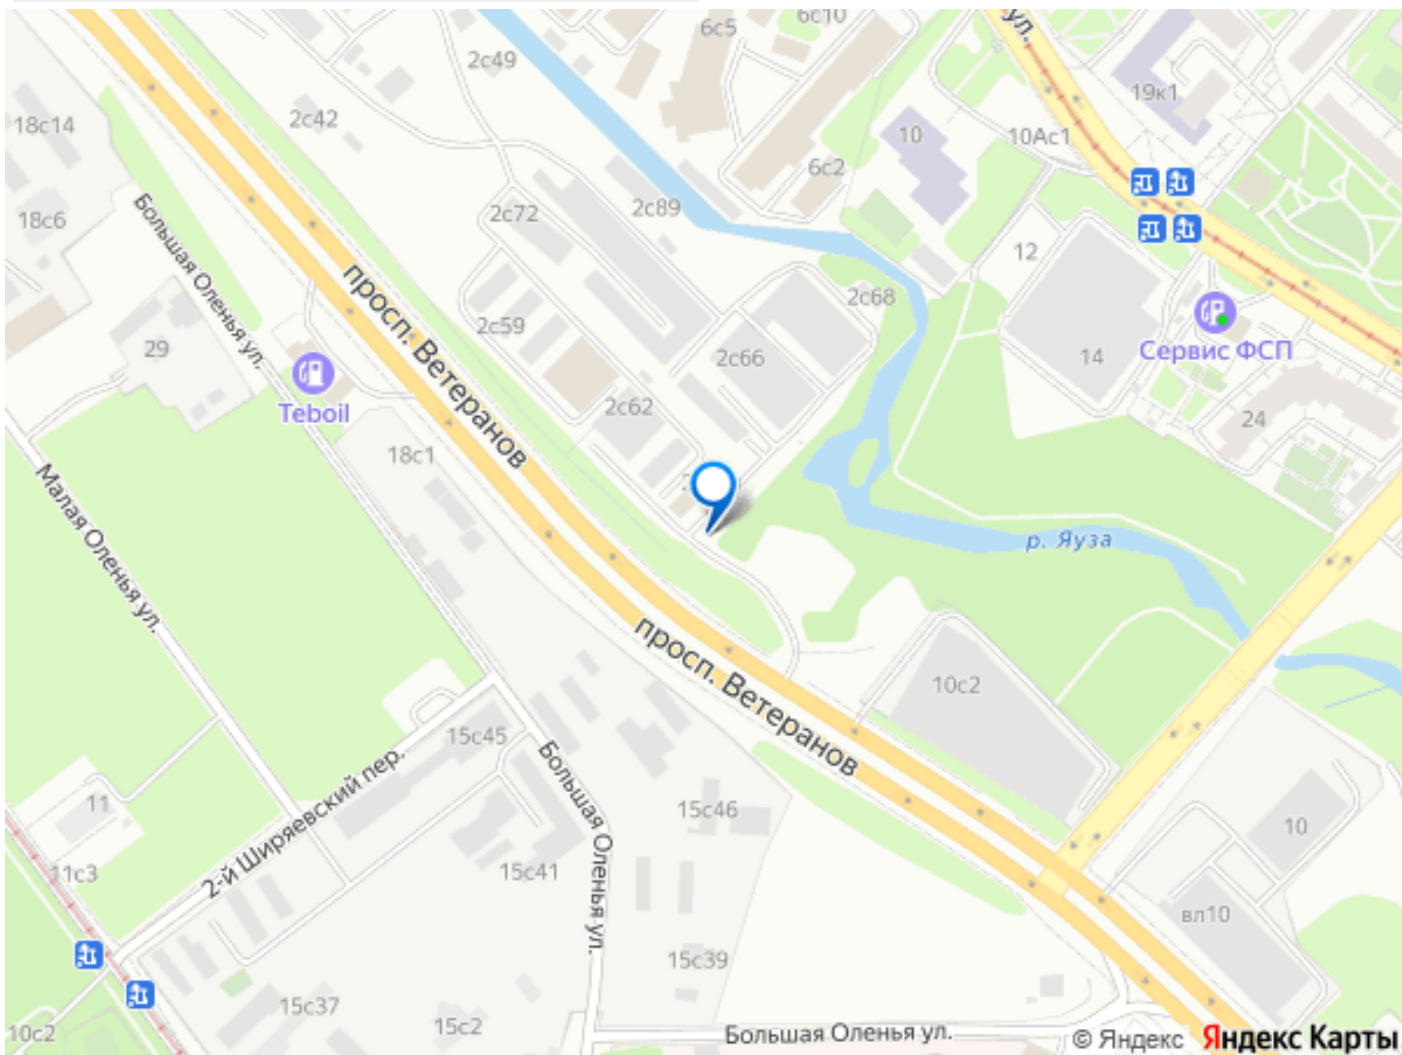 6с5
6с10
ул.
2с49
19к1
2с42
18с14
10
10Ас1
6с2
2с89
2с72
18с6
Большая Оленья ул.
12
просп. Ветеранов
2с68
2с59
29
2с66
14
Сервис ФСП
Teboil
2с62
24
18с1
Малая Оленья ул.
р. Яуза
просп. Ветеранов
10с2
15с45
Большая Оленья ул.
2-й Ширяевский пер.
11
15с46
10
11с3
15с41
вл10
15с39
15с37
15с2
10с2
Большая Оленья ул.
© Яндекс Яндекс Карты